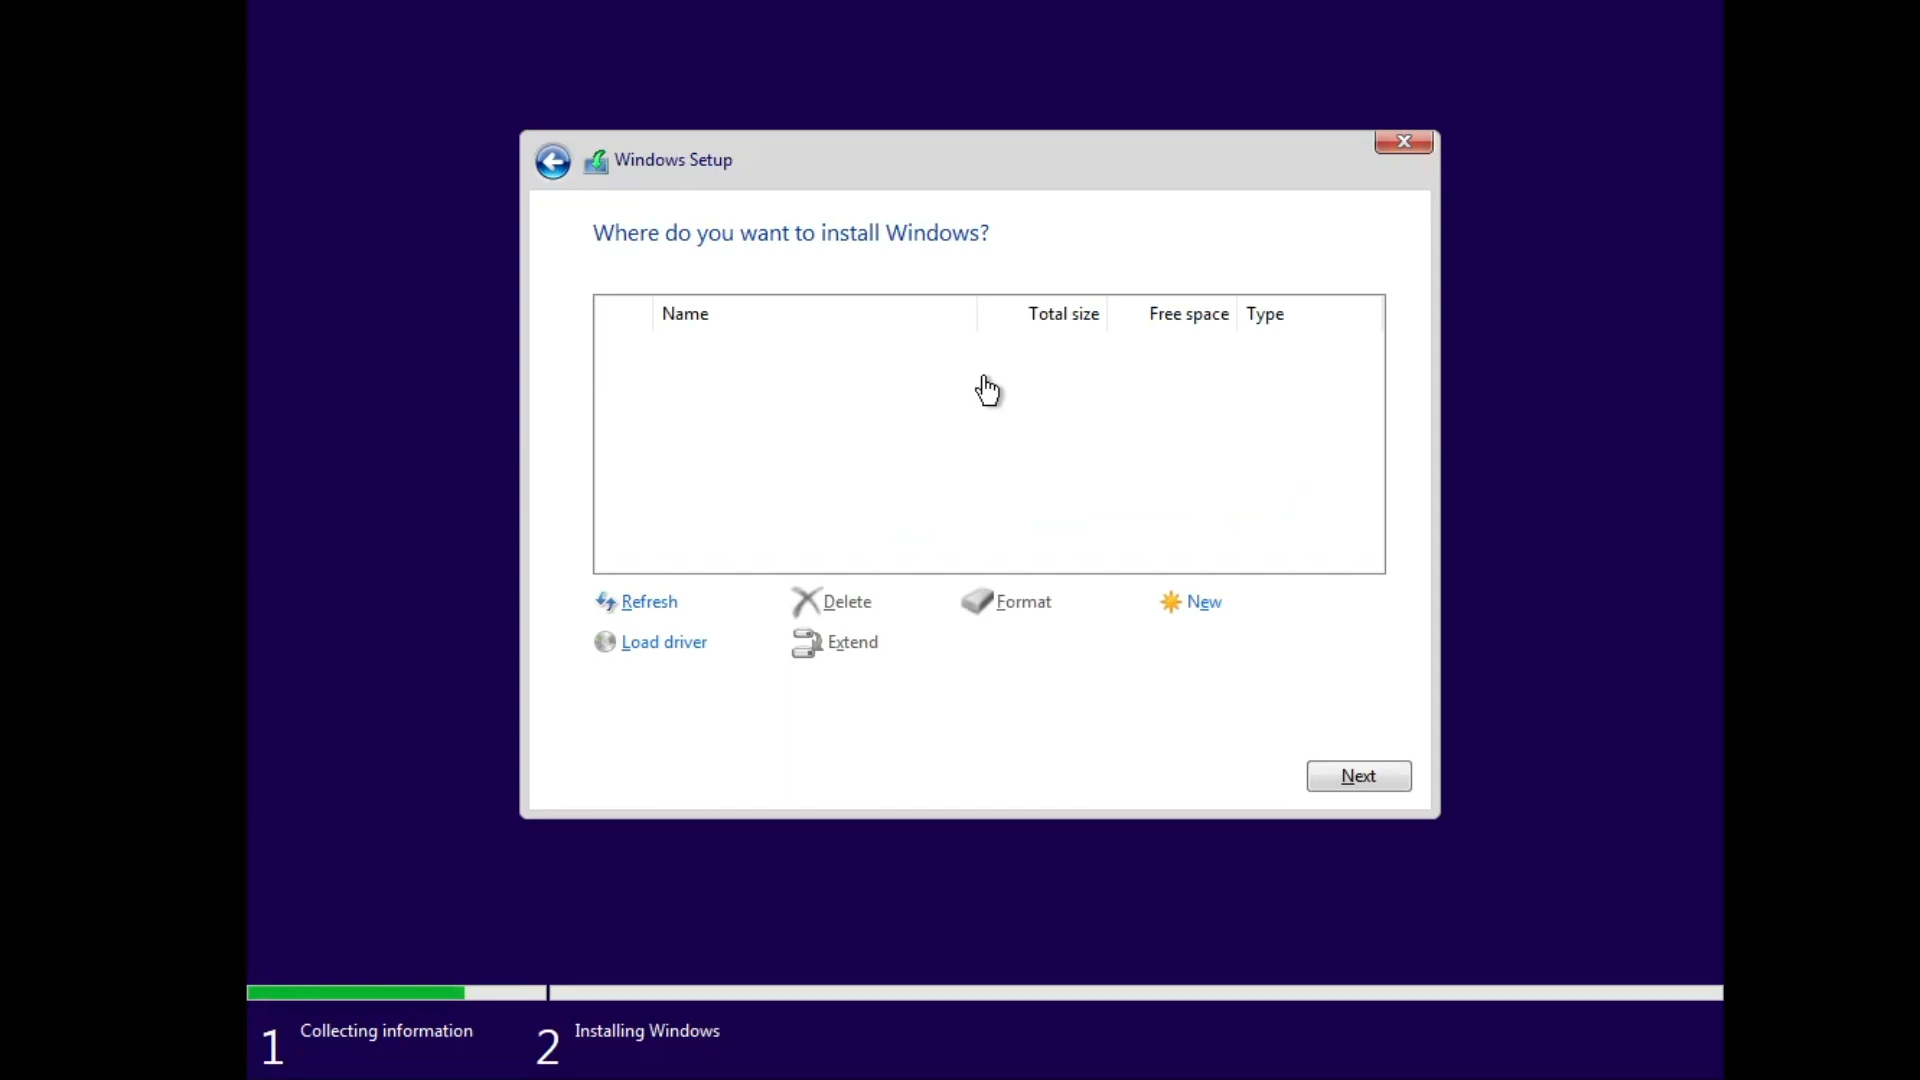 Windows Setup
Where do you want to install Windows?
Name Total size Free space Type
Refresh Delete Format New
Load driver Extend
Next
1 Collecting information 2 Installing Windows